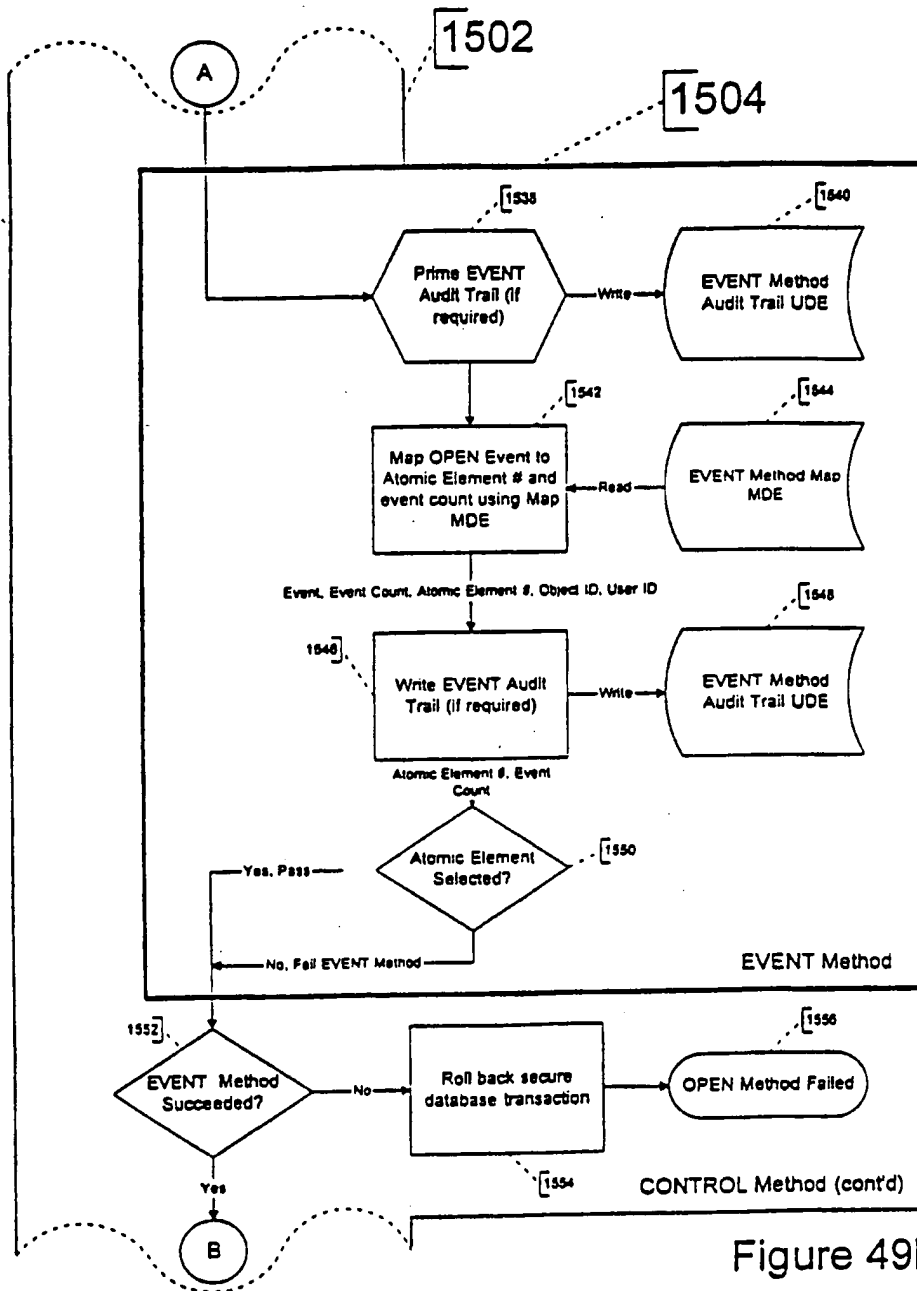 1502
A
1504
1538
1540
Prime EVENT
Audit Trail (if
required)
Write
EVENT Method
Audit Trail UDE
1542
1544
Map OPEN Event to
Atomic Element # and
event count using Map
MDE
Read
EVENT Method Map
MDE
Event, Event Count, Atomic Element #, Object ID, User ID
1546
1548
Write EVENT Audit
Trail (if required)
Write
EVENT Method
Audit Trail UDE
Atomic Element #, Event
Count
Atomic Element
Selected?
1550
Yes, Pass
No, Fail EVENT Method
EVENT Method
1552
EVENT Method
Succeeded?
No
Roll back secure
database transaction
1554
1556
OPEN Method Failed
Yes
CONTROL Method (cont'd)
B